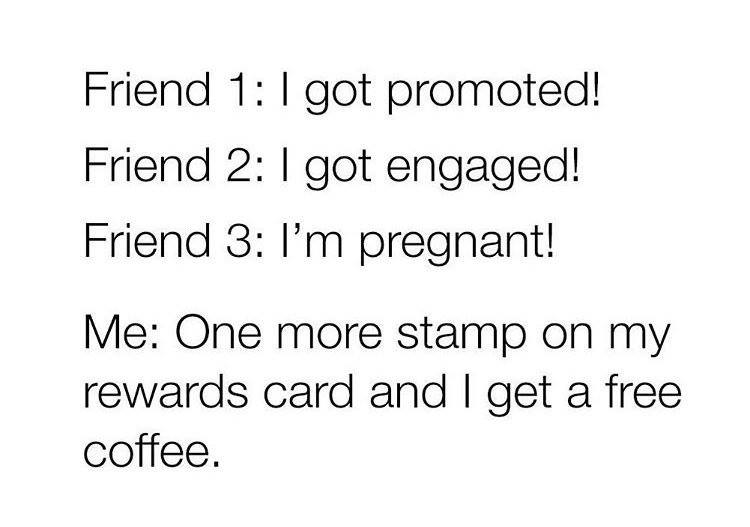 Friend 1: I got promoted!
Friend 2: I got engaged!
Friend 3: I’m pregnant!
Me: One more stamp on my
rewards card and I get a free
coffee.